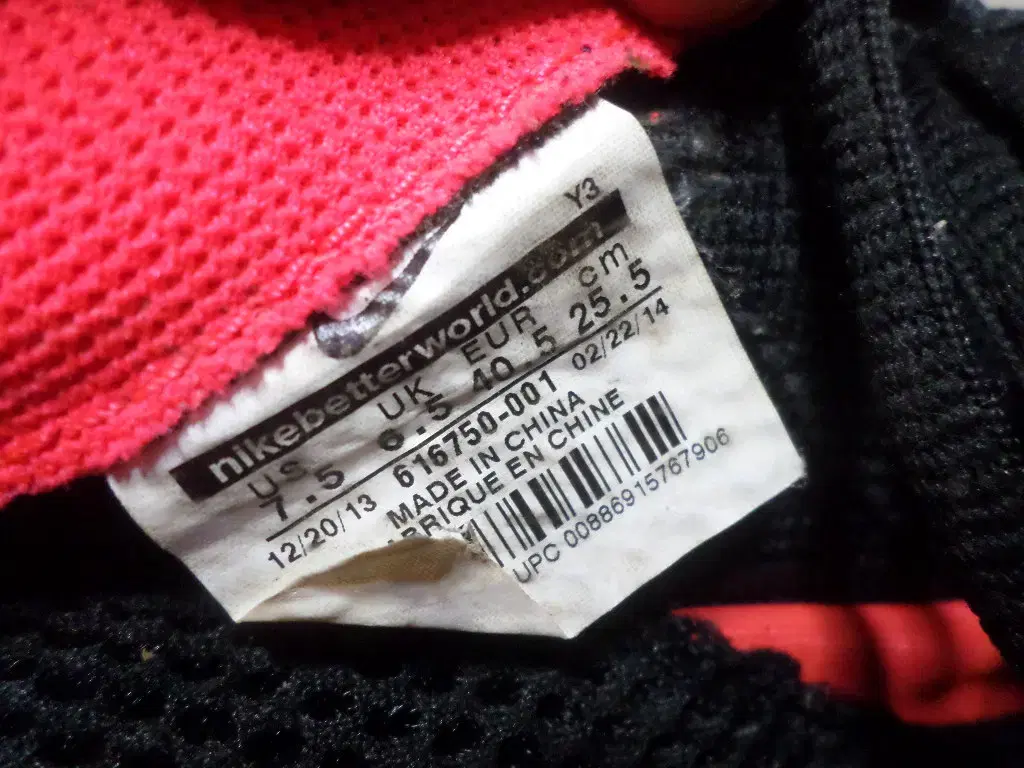 Y3
nikebetterworld.com
US UK EUR cm
7.5 6.5 40.5 25.5
12/20/13 616750-001 02/22/14
MADE IN CHINA
ABRIQUE EN CHINE
UPC 00886915767906